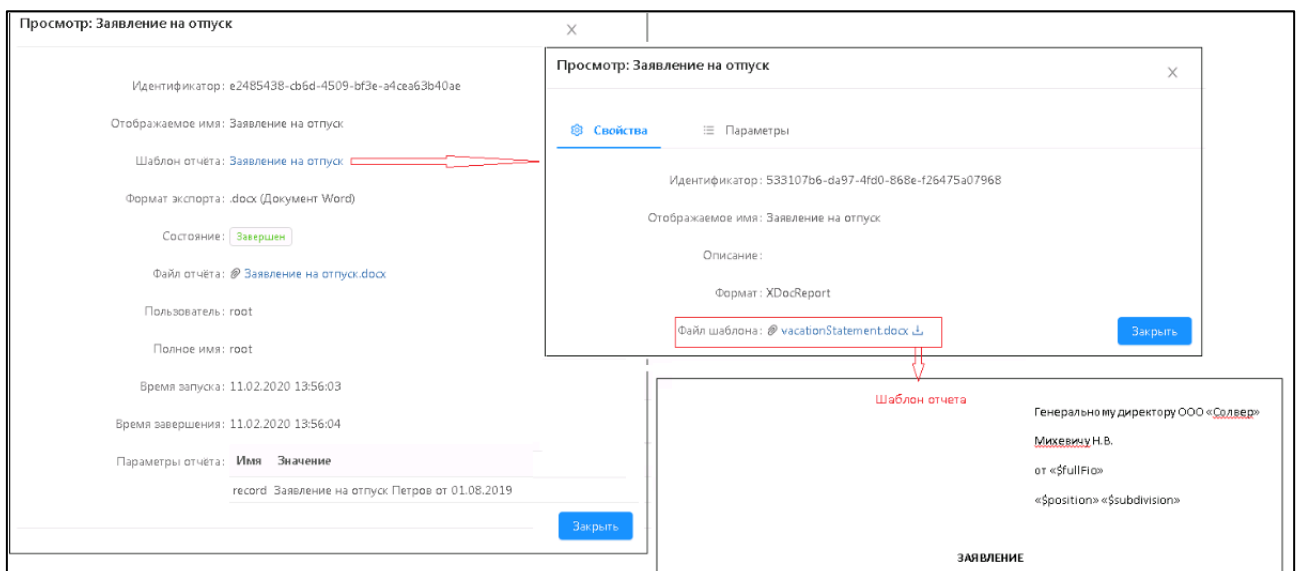 Просмотр: Заявление на отпуск
Идентификатор: e2485438-cb6d-4509-bf3e-a4cea63b40ae
Отображаемое имя: Заявление на отпуск
Шаблон отчёта: Заявление на отпуск
Формат экспорта: .docx (Документ Word)
Состояние: Завершен
Файл отчёта: Заявление на отпуск.docx
Пользователь: root
Полное имя: root
Время запуска: 11.02.2020 13:56:03
Время завершения: 11.02.2020 13:56:04
Параметры отчёта: Имя Значение
record Заявление на отпуск Петров от 01.08.2019
Закрыть
Просмотр: Заявление на отпуск
Свойства Параметры
Идентификатор: 533107b6-da97-4fd0-868e-f26475a07968
Отображаемое имя: Заявление на отпуск
Описание:
Формат: XDocReport
Файл шаблона: vacationStatement.docx
Закрыть
Шаблон отчета
Генеральному директору ООО «Солвер»
Михевичу Н.В.
от «$fullFio»
«$position» «$subdivision»
ЗАЯВЛЕНИЕ